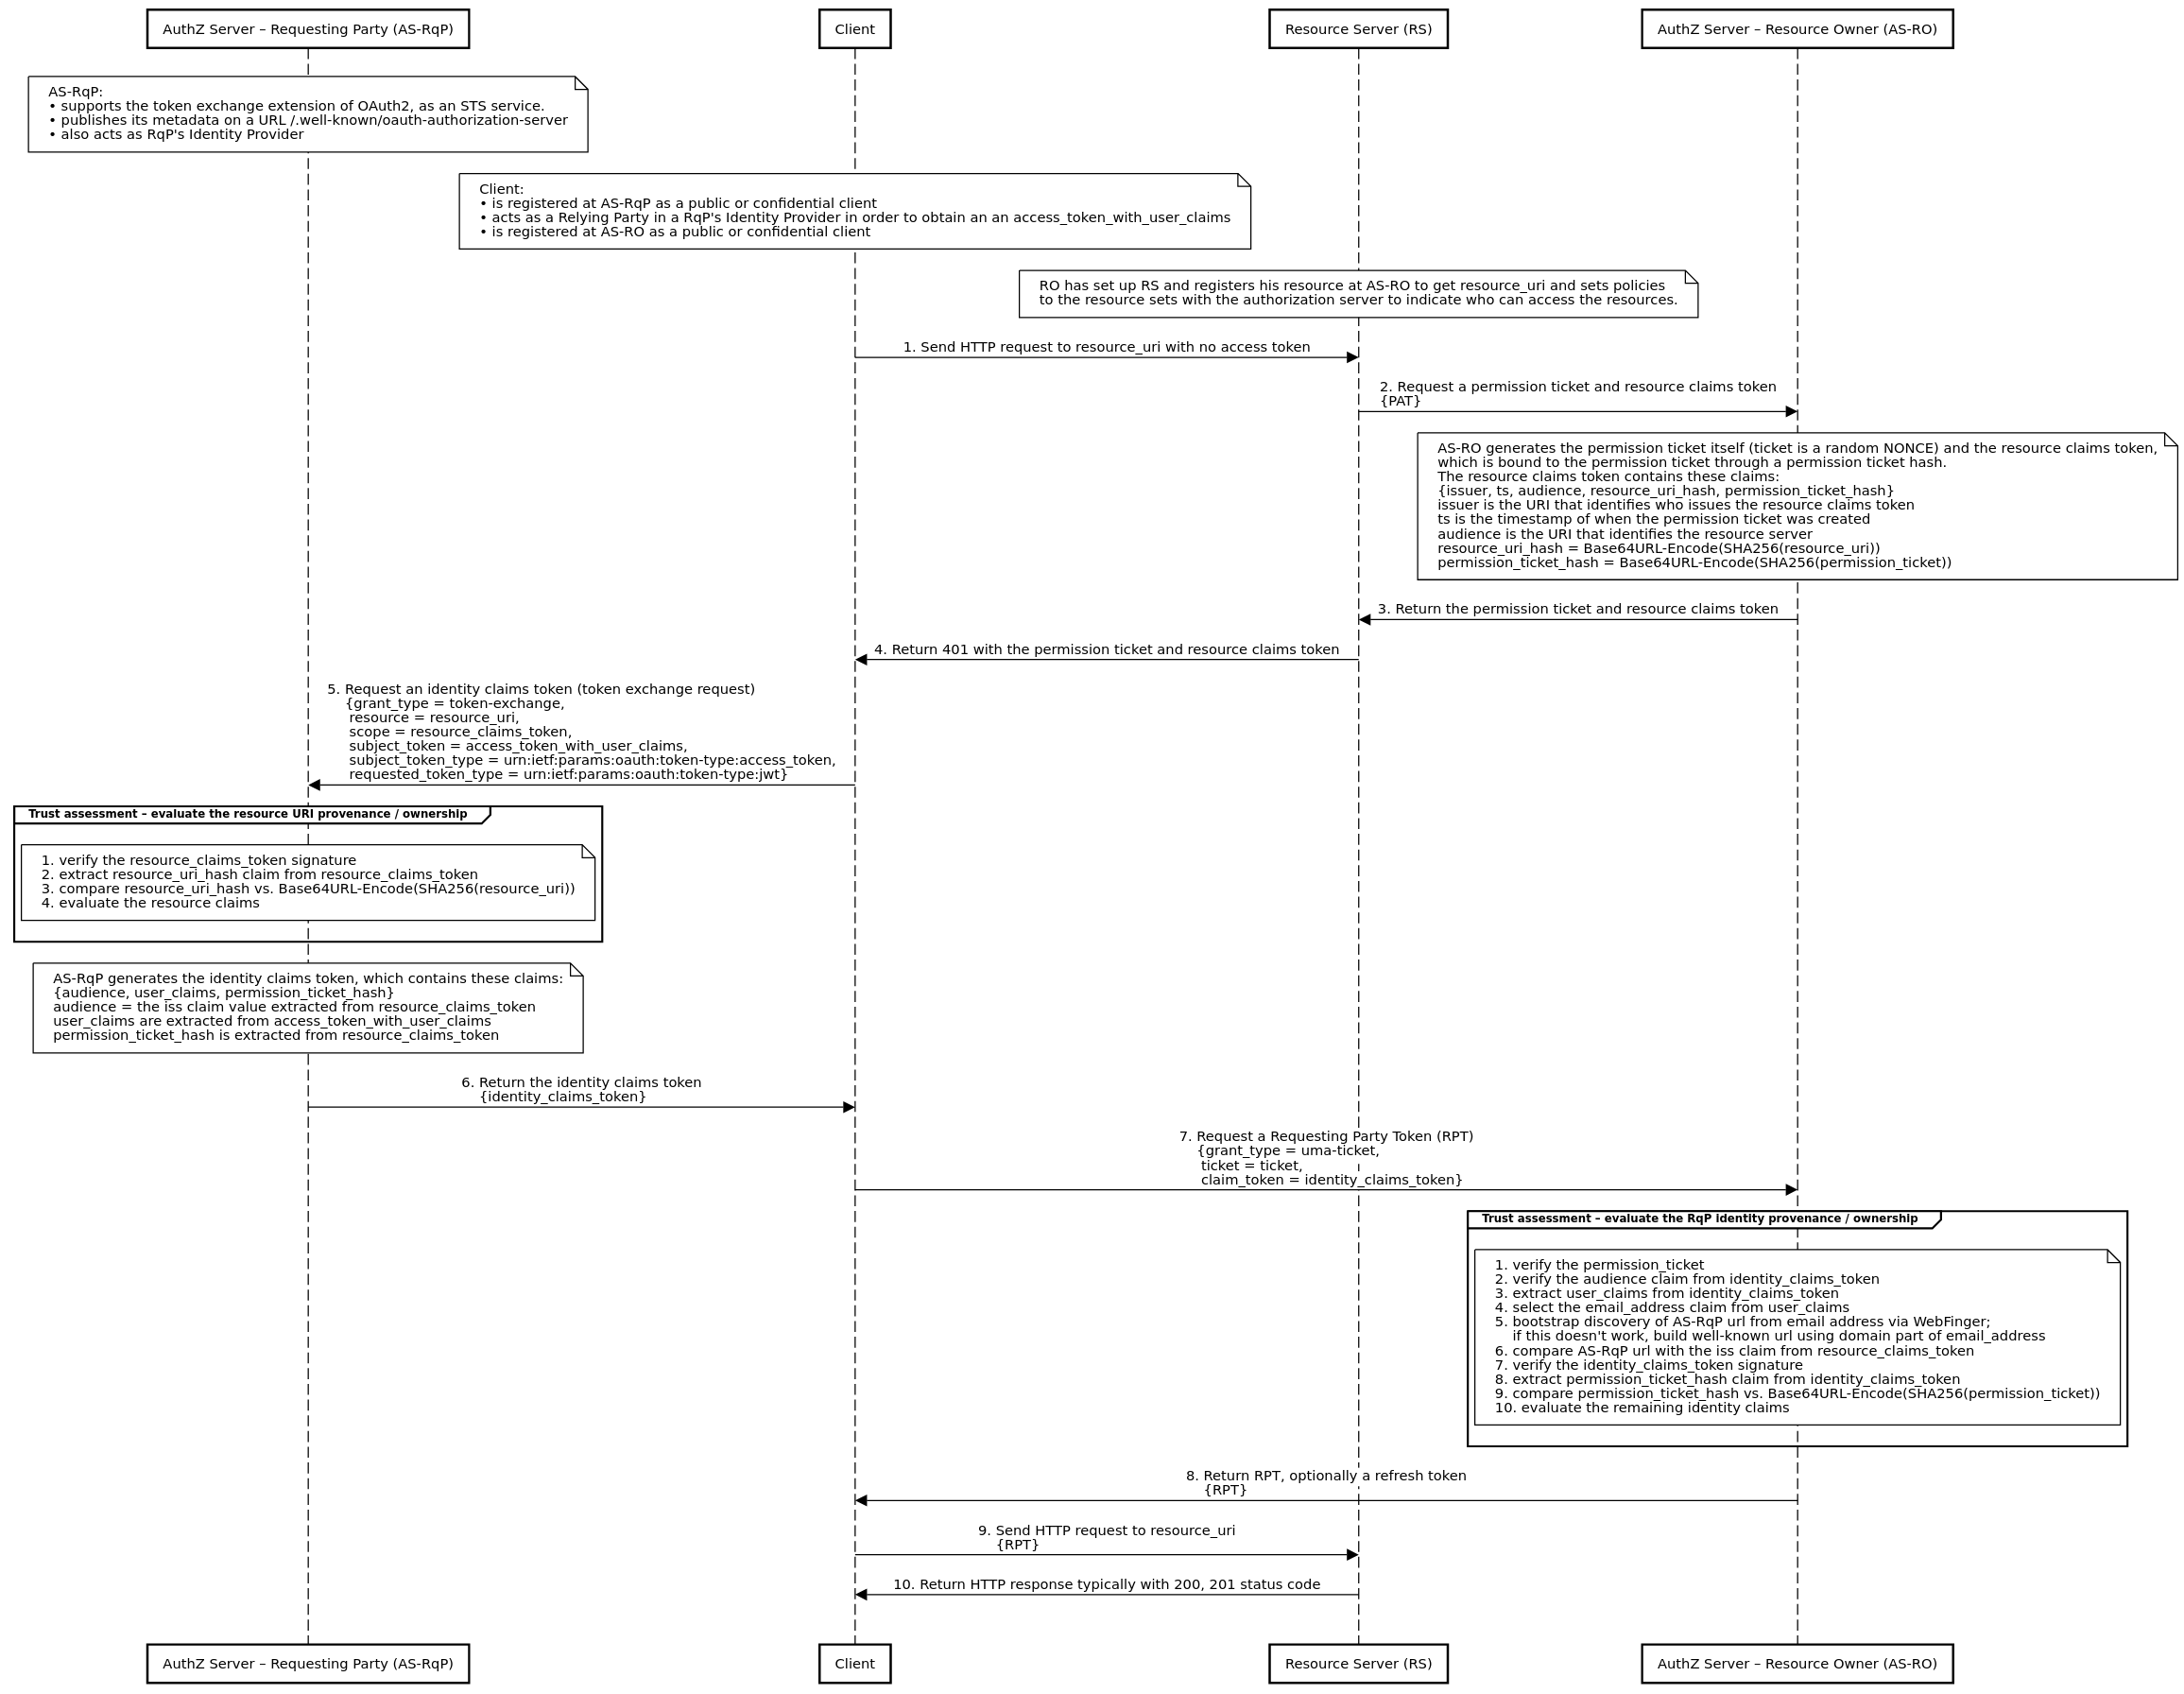 AuthZ Server – Requesting Party (AS-RqP)
Client
Resource Server (RS)
AuthZ Server – Resource Owner (AS-RO)
AS-RqP:
• supports the token exchange extension of OAuth2, as an STS service.
• publishes its metadata on a URL /.well-known/oauth-authorization-server
• also acts as RqP's Identity Provider
Client:
• is registered at AS-RqP as a public or confidential client
• acts as a Relying Party in a RqP's Identity Provider in order to obtain an an access_token_with_user_claims
• is registered at AS-RO as a public or confidential client
RO has set up RS and registers his resource at AS-RO to get resource_uri and sets policies
to the resource sets with the authorization server to indicate who can access the resources.
1. Send HTTP request to resource_uri with no access token
2. Request a permission ticket and resource claims token
{PAT}
AS-RO generates the permission ticket itself (ticket is a random NONCE) and the resource claims token,
which is bound to the permission ticket through a permission ticket hash.
The resource claims token contains these claims:
{issuer, ts, audience, resource_uri_hash, permission_ticket_hash}
issuer is the URI that identifies who issues the resource claims token
ts is the timestamp of when the permission ticket was created
audience is the URI that identifies the resource server
resource_uri_hash = Base64URL-Encode(SHA256(resource_uri))
permission_ticket_hash = Base64URL-Encode(SHA256(permission_ticket))
3. Return the permission ticket and resource claims token
4. Return 401 with the permission ticket and resource claims token
5. Request an identity claims token (token exchange request)
{grant_type = token-exchange,
resource = resource_uri,
scope = resource_claims_token,
subject_token = access_token_with_user_claims,
subject_token_type = urn:ietf:params:oauth:token-type:access_token,
requested_token_type = urn:ietf:params:oauth:token-type:jwt}
Trust assessment – evaluate the resource URI provenance / ownership
1. verify the resource_claims_token signature
2. extract resource_uri_hash claim from resource_claims_token
3. compare resource_uri_hash vs. Base64URL-Encode(SHA256(resource_uri))
4. evaluate the resource claims
AS-RqP generates the identity claims token, which contains these claims:
{audience, user_claims, permission_ticket_hash}
audience = the iss claim value extracted from resource_claims_token
user_claims are extracted from access_token_with_user_claims
permission_ticket_hash is extracted from resource_claims_token
6. Return the identity claims token
{identity_claims_token}
7. Request a Requesting Party Token (RPT)
{grant_type = uma-ticket,
ticket = ticket,
claim_token = identity_claims_token}
Trust assessment – evaluate the RqP identity provenance / ownership
1. verify the permission_ticket
2. verify the audience claim from identity_claims_token
3. extract user_claims from identity_claims_token
4. select the email_address claim from user_claims
5. bootstrap discovery of AS-RqP url from email address via WebFinger;
if this doesn't work, build well-known url using domain part of email_address
6. compare AS-RqP url with the iss claim from resource_claims_token
7. verify the identity_claims_token signature
8. extract permission_ticket_hash claim from identity_claims_token
9. compare permission_ticket_hash vs. Base64URL-Encode(SHA256(permission_ticket))
10. evaluate the remaining identity claims
8. Return RPT, optionally a refresh token
{RPT}
9. Send HTTP request to resource_uri
{RPT}
10. Return HTTP response typically with 200, 201 status code
AuthZ Server – Requesting Party (AS-RqP)
Client
Resource Server (RS)
AuthZ Server – Resource Owner (AS-RO)